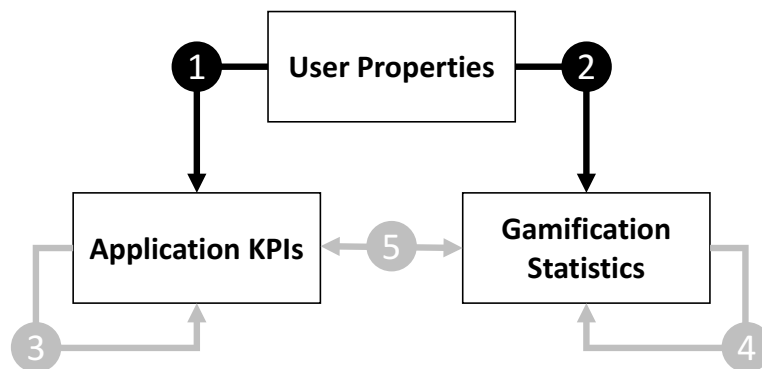 1
User Properties
2
Application KPIs
5
Gamification
Statistics
3
4